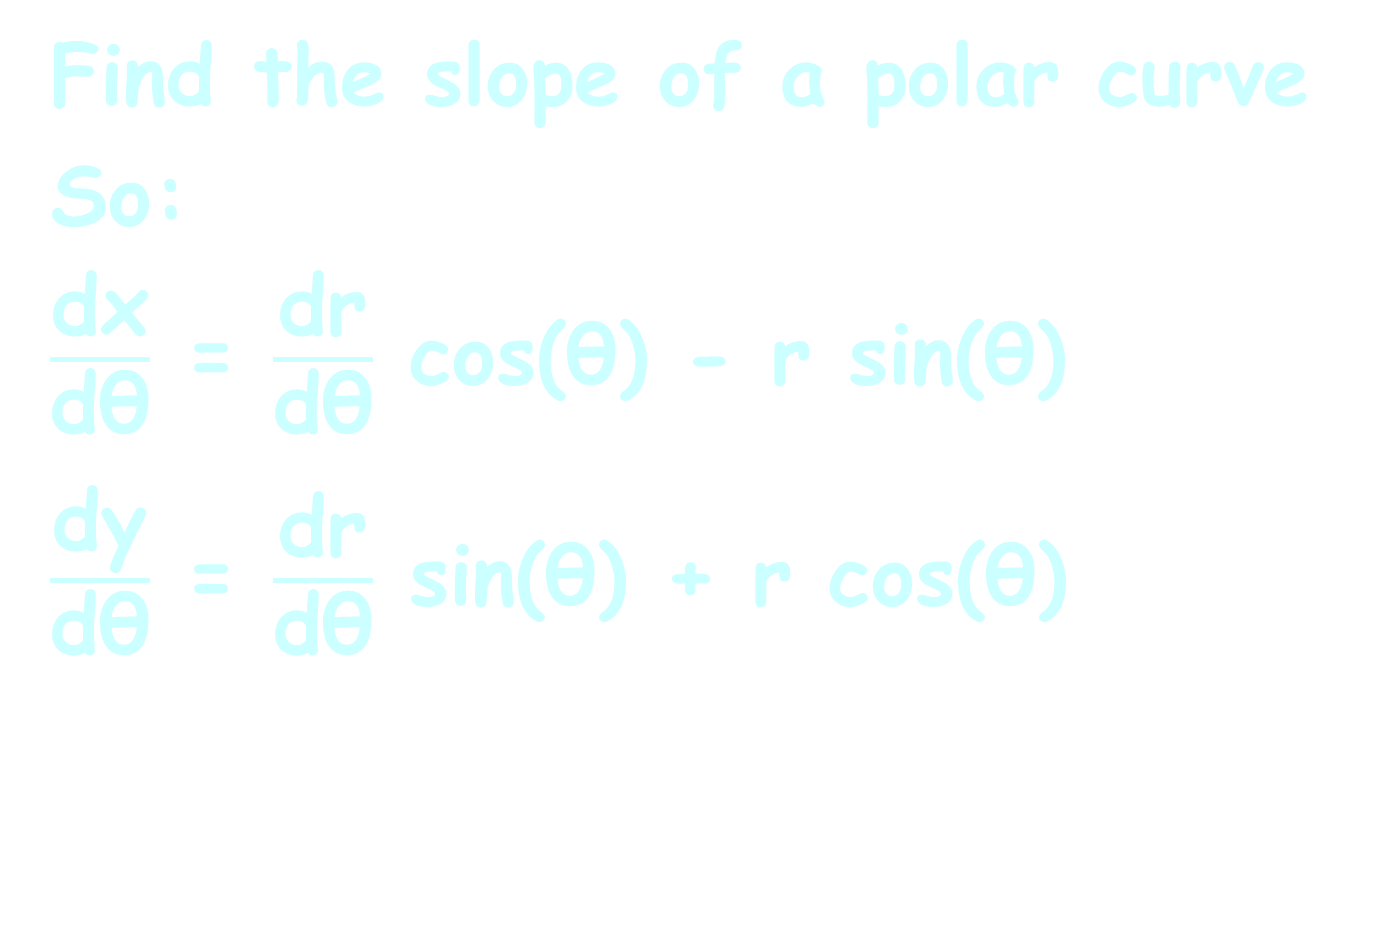 Find the slope of a polar curve
So:
dx/dθ = dr/dθ cos(θ) - r sin(θ)
dy/dθ = dr/dθ sin(θ) + r cos(θ)